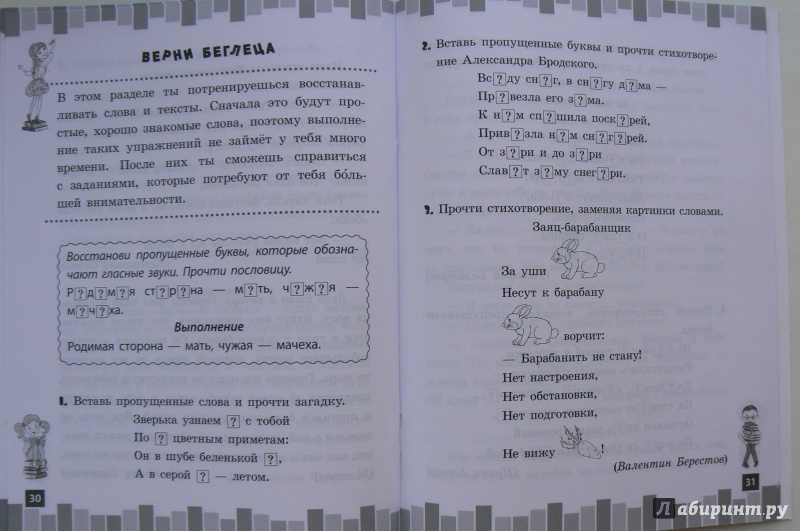 ВЕРНИ БЕГЛЕЦА
В этом разделе ты потренируешься восстанав-
ливать слова и тексты. Сначала это будут про-
стые, хорошо знакомые слова, поэтому выполне-
ние таких упражнений не займёт у тебя много
времени. После них ты сможешь справиться
с заданиями, которые потребуют от тебя бо́ль-
шей внимательности.
Восстанови пропущенные буквы, которые обозна-
чают гласные звуки. Прочти пословицу.
Р?д?м?я ст?р?на — м?ть, ч?ж?я —
м?ч?ха.
Выполнение
Родимая сторона — мать, чужая — мачеха.
1. Вставь пропущенные слова и прочти загадку.
Зверька узнаем ? с тобой
По ? цветным приметам:
Он в шубе беленькой ?,
А в серой ? — летом.
30
2. Вставь пропущенные буквы и прочти стихотворе-
ние Александра Бродского.
Вс?ду сн?г, в сн?гу д?ма —
Пр?везла его з?ма.
К н?м сп?шила поск?рей,
Прив?зла н?м сн?г?рей.
От з?ри и до з?ри
Слав?т з?му снег?ри.
3. Прочти стихотворение, заменяя картинки словами.
Заяц-барабанщик
За уши
Несут к барабану
ворчит:
— Барабанить не стану!
Нет настроения,
Нет обстановки,
Нет подготовки,
Не вижу !
(Валентин Берестов)
31
Лабиринт.ру